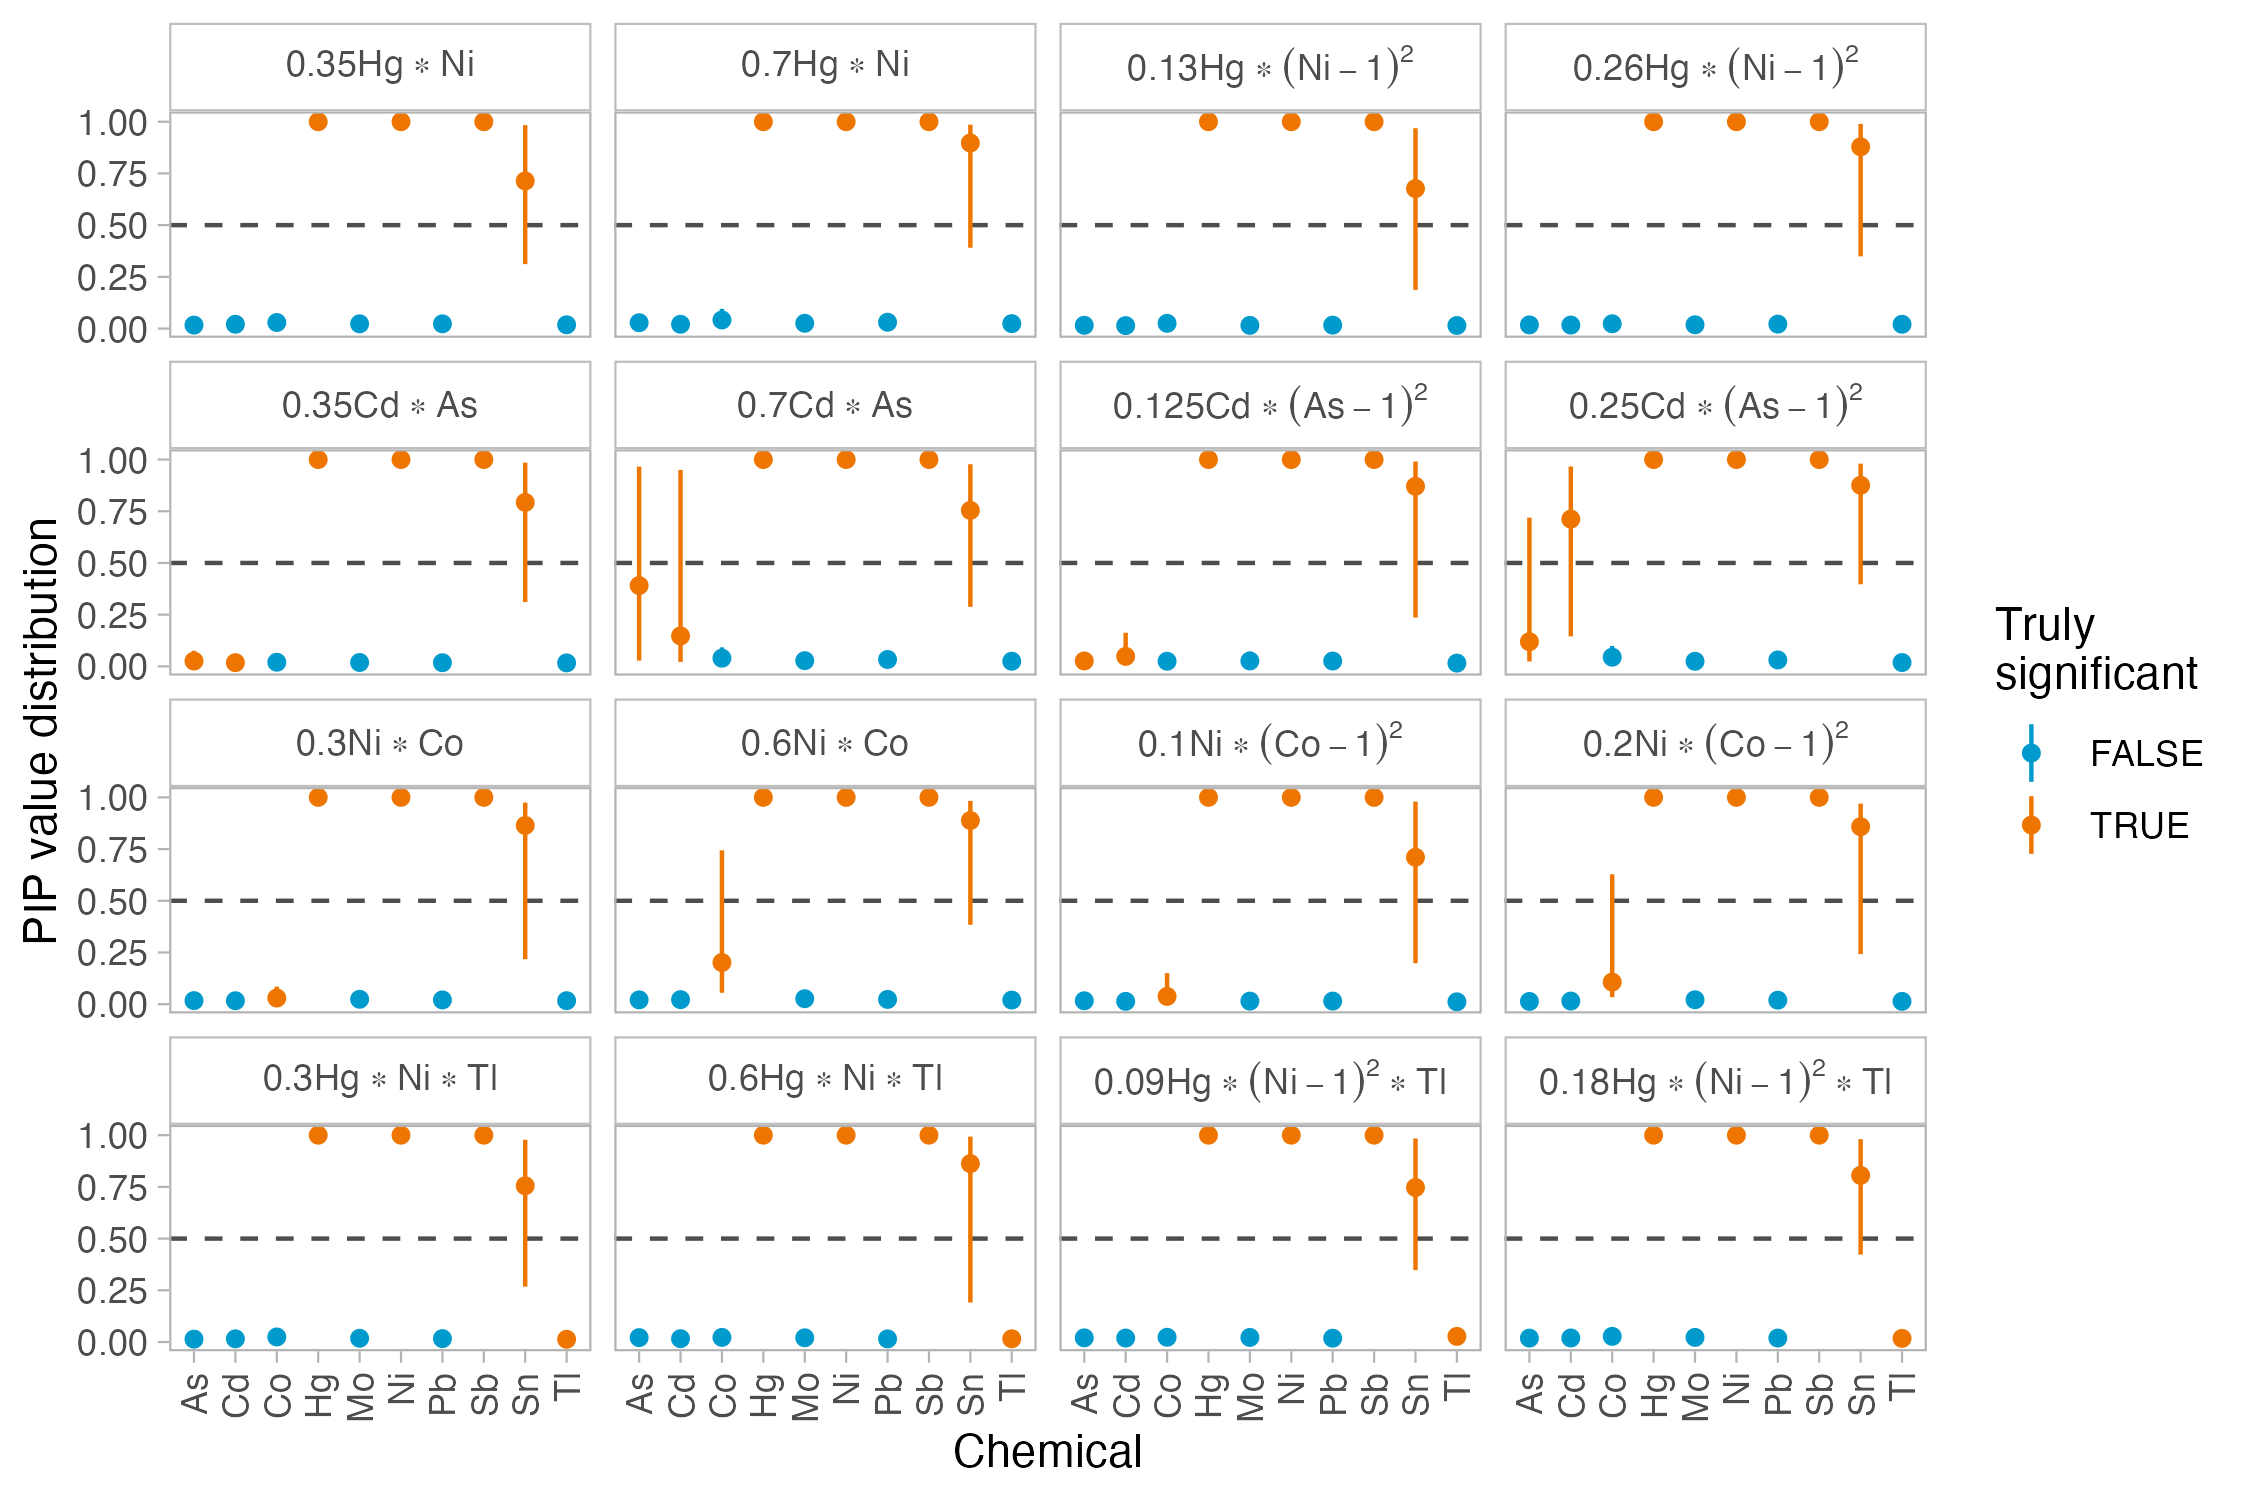 0.35Hg ∗ Ni
0.7Hg ∗ Ni
0.13Hg ∗ (Ni − 1)²
0.26Hg ∗ (Ni − 1)²
1.00
0.75
0.50
0.25
0.00
0.35Cd ∗ As
0.7Cd ∗ As
0.125Cd ∗ (As − 1)²
0.25Cd ∗ (As − 1)²
1.00
0.75
0.50
0.25
0.00
0.3Ni ∗ Co
0.6Ni ∗ Co
0.1Ni ∗ (Co − 1)²
0.2Ni ∗ (Co − 1)²
1.00
0.75
0.50
0.25
0.00
0.3Hg ∗ Ni ∗ Tl
0.6Hg ∗ Ni ∗ Tl
0.09Hg ∗ (Ni − 1)² ∗ Tl
0.18Hg ∗ (Ni − 1)² ∗ Tl
1.00
0.75
0.50
0.25
0.00
As Cd Co Hg Mo Ni Pb Sb Sn Tl
As Cd Co Hg Mo Ni Pb Sb Sn Tl
As Cd Co Hg Mo Ni Pb Sb Sn Tl
As Cd Co Hg Mo Ni Pb Sb Sn Tl
Chemical
PIP value distribution
Truly
significant
FALSE
TRUE